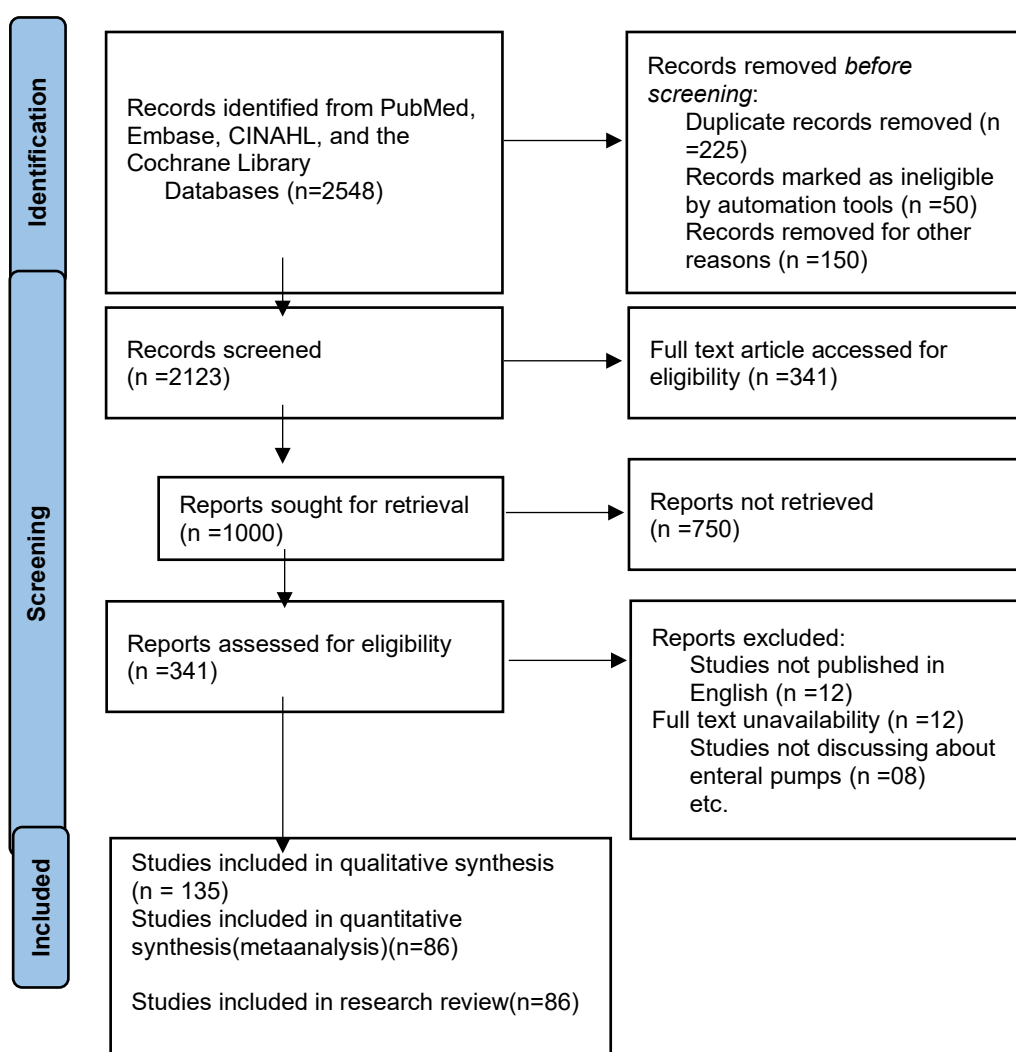 Identification
Records identified from PubMed,
Embase, CINAHL, and the
Cochrane Library
Databases (n=2548)
Records removed before
screening:
Duplicate records removed (n
=225)
Records marked as ineligible
by automation tools (n =50)
Records removed for other
reasons (n =150)
Screening
Records screened
(n =2123)
Full text article accessed for
eligibility (n =341)
Reports sought for retrieval
(n =1000)
Reports not retrieved
(n =750)
Reports assessed for eligibility
(n =341)
Reports excluded:
Studies not published in
English (n =12)
Full text unavailability (n =12)
Studies not discussing about
enteral pumps (n =08)
etc.
Included
Studies included in qualitative synthesis
(n = 135)
Studies included in quantitative
synthesis(metaanalysis)(n=86)
Studies included in research review(n=86)